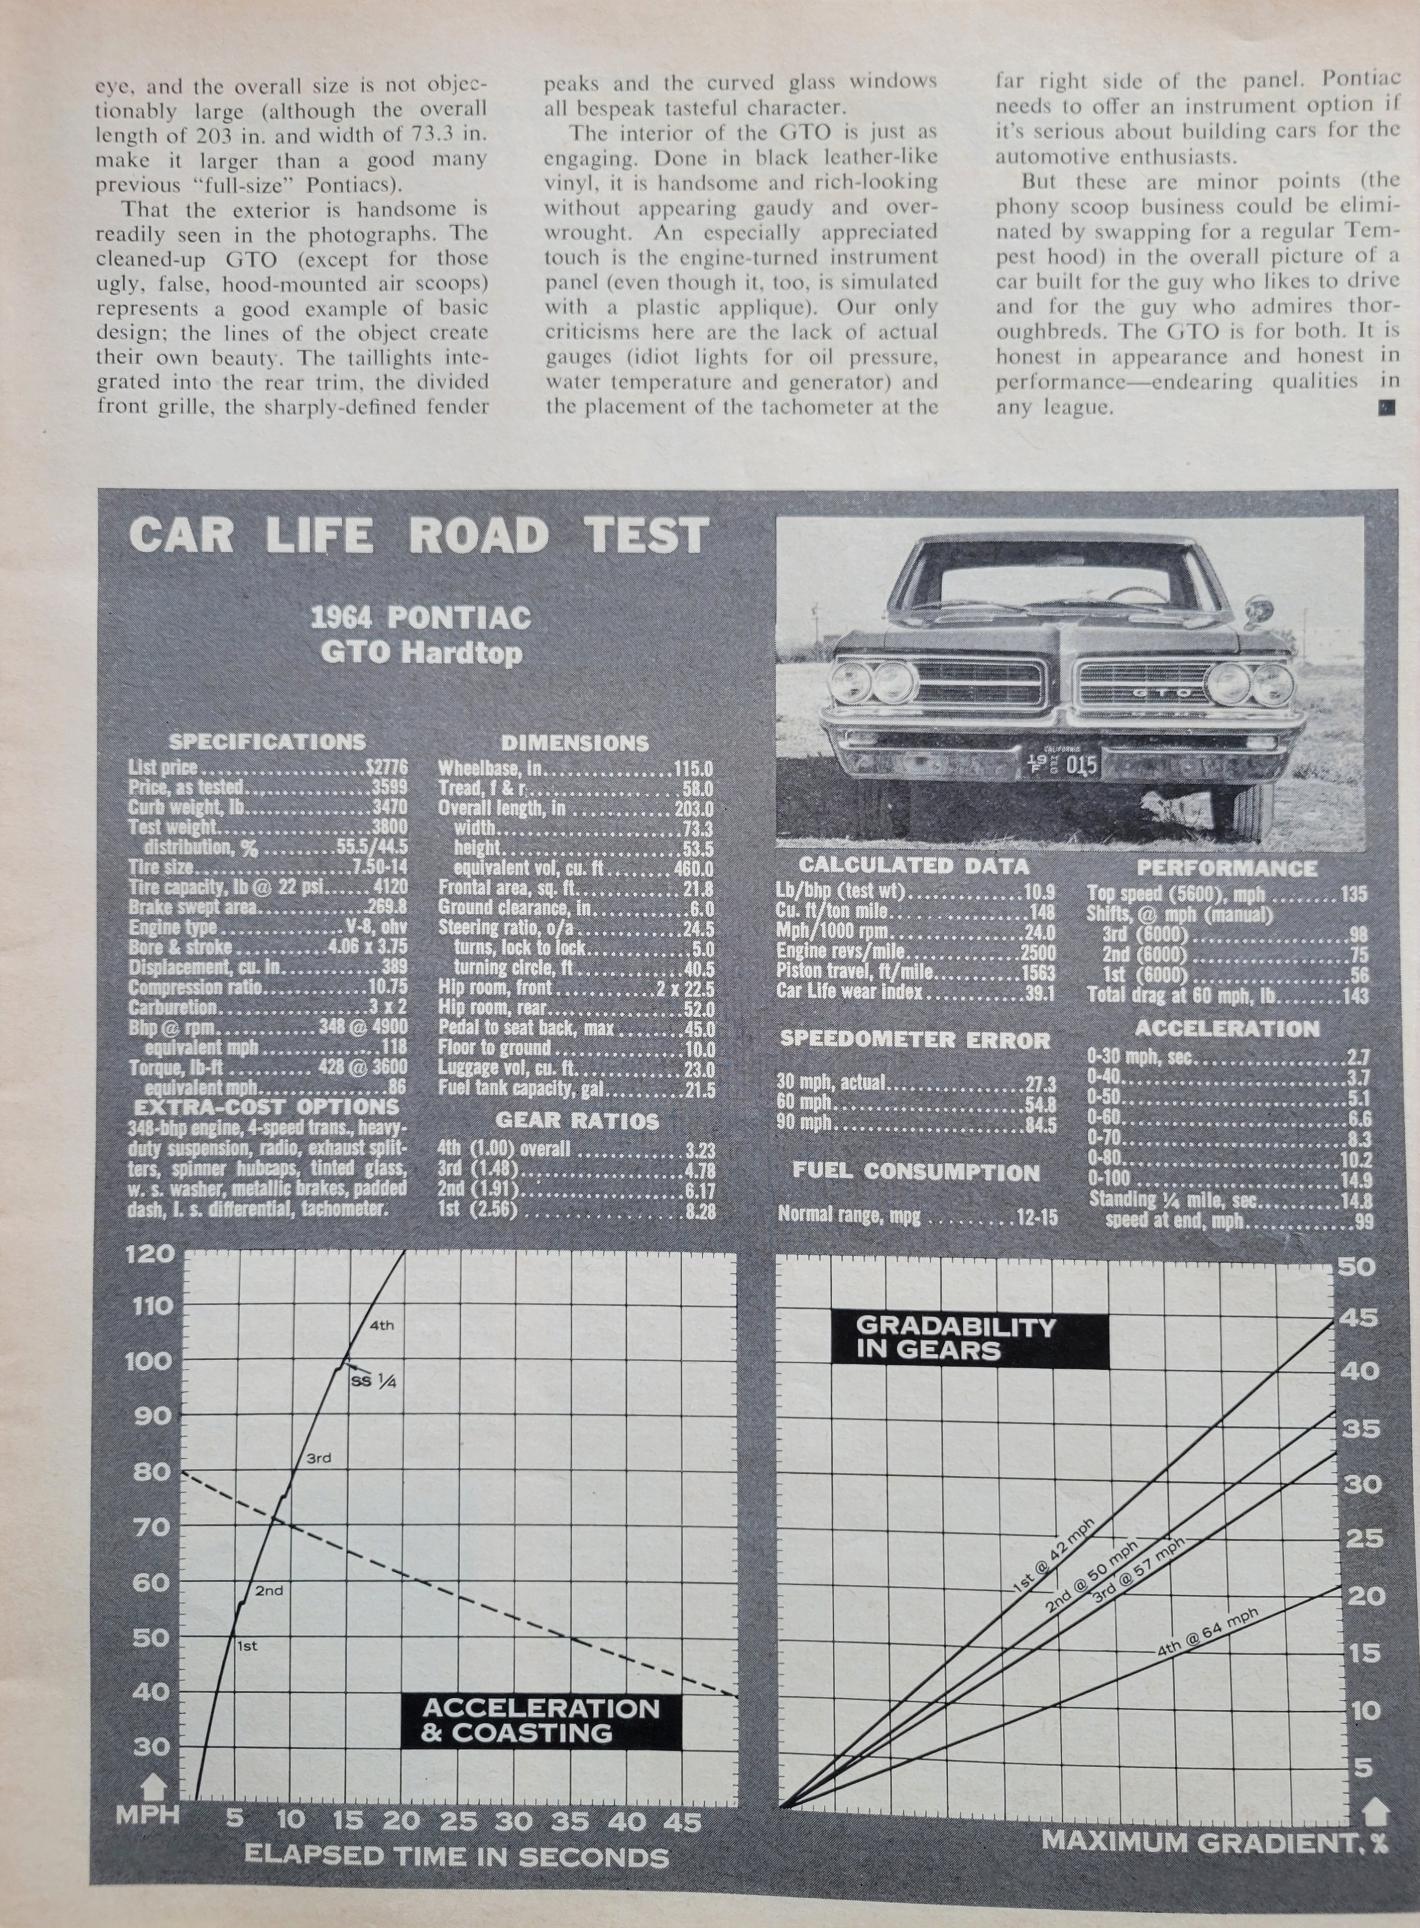 eye, and the overall size is not objec-
tionably large (although the overall
length of 203 in. and width of 73.3 in.
make it larger than a good many
previous “full-size” Pontiacs).
That the exterior is handsome is
readily seen in the photographs. The
cleaned-up GTO (except for those
ugly, false, hood-mounted air scoops)
represents a good example of basic
design; the lines of the object create
their own beauty. The taillights inte-
grated into the rear trim, the divided
front grille, the sharply-defined fender
peaks and the curved glass windows
all bespeak tasteful character.
The interior of the GTO is just as
engaging. Done in black leather-like
vinyl, it is handsome and rich-looking
without appearing gaudy and over-
wrought. An especially appreciated
touch is the engine-turned instrument
panel (even though it, too, is simulated
with a plastic applique). Our only
criticisms here are the lack of actual
gauges (idiot lights for oil pressure,
water temperature and generator) and
the placement of the tachometer at the
far right side of the panel. Pontiac
needs to offer an instrument option if
it's serious about building cars for the
automotive enthusiasts.
But these are minor points (the
phony scoop business could be elimi-
nated by swapping for a regular Tem-
pest hood) in the overall picture of a
car built for the guy who likes to drive
and for the guy who admires thor-
oughbreds. The GTO is for both. It is
honest in appearance and honest in
performance—endearing qualities in
any league.
CAR LIFE ROAD TEST
1964 PONTIAC
GTO Hardtop
SPECIFICATIONS
List price....................$2776
Price, as tested................3599
Curb weight, lb................3470
Test weight....................3800
distribution, % .........55.5/44.5
Tire size....................7.50-14
Tire capacity, lb @ 22 psi......4120
Brake swept area..............269.8
Engine type................V-8, ohv
Bore & stroke...........4.06 x 3.75
Displacement, cu. in............389
Compression ratio.............10.75
Carburetion...................3 x 2
Bhp @ rpm............348 @ 4900
equivalent mph...............118
Torque, lb-ft .......... 428 @ 3600
equivalent mph................86
EXTRA-COST OPTIONS
348-bhp engine, 4-speed trans., heavy-
duty suspension, radio, exhaust split-
ters, spinner hubcaps, tinted glass,
w. s. washer, metallic brakes, padded
dash, l. s. differential, tachometer.
DIMENSIONS
Wheelbase, in................115.0
Tread, f & r...................58.0
Overall length, in ............203.0
width.......................73.3
height......................53.5
equivalent vol, cu. ft ........460.0
Frontal area, sq. ft.............21.8
Ground clearance, in............6.0
Steering ratio, o/a .............24.5
turns, lock to lock............5.0
turning circle, ft .............40.5
Hip room, front ...........2 x 22.5
Hip room, rear.................52.0
Pedal to seat back, max ........45.0
Floor to ground ................10.0
Luggage vol, cu. ft.............23.0
Fuel tank capacity, gal..........21.5
GEAR RATIOS
4th (1.00) overall .............3.23
3rd (1.48)....................4.78
2nd (1.91)....................6.17
1st (2.56) ....................8.28
GTO
CALIFORNIA
015
CALCULATED DATA
Lb/bhp (test wt)..............10.9
Cu. ft/ton mile.................148
Mph/1000 rpm................24.0
Engine revs/mile..............2500
Piston travel, ft/mile...........1563
Car Life wear index............39.1
SPEEDOMETER ERROR
30 mph, actual................27.3
60 mph.......................54.8
90 mph.......................84.5
FUEL CONSUMPTION
Normal range, mpg .........12-15
PERFORMANCE
Top speed (5600), mph .........135
Shifts, @ mph (manual)
3rd (6000)....................98
2nd (6000)....................75
1st (6000)....................56
Total drag at 60 mph, lb........143
ACCELERATION
0-30 mph, sec...................2.7
0-40..........................3.7
0-50..........................5.1
0-60..........................6.6
0-70..........................8.3
0-80.........................10.2
0-100 ........................14.9
Standing ¼ mile, sec...........14.8
speed at end, mph.............99
120
110
100
90
80
70
60
50
40
30
MPH
4th
SS ¼
3rd
2nd
1st
ACCELERATION
& COASTING
5 10 15 20 25 30 35 40 45
ELAPSED TIME IN SECONDS
GRADABILITY
IN GEARS
1st @ 42 mph
2nd @ 50 mph
3rd @ 57 mph
4th @ 64 mph
50
45
40
35
30
25
20
15
10
5
MAXIMUM GRADIENT, %